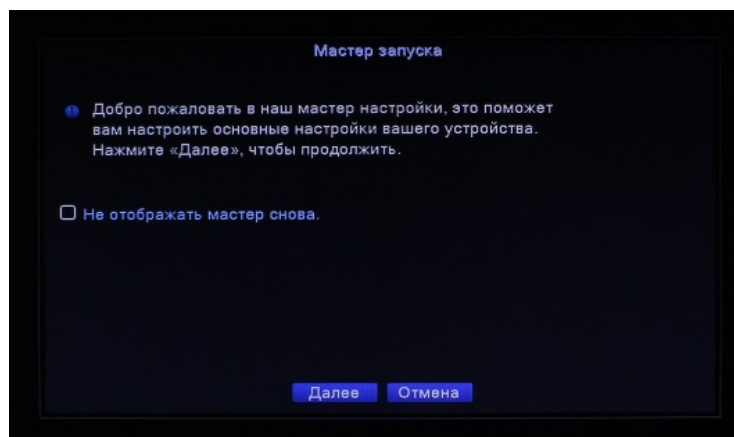 Мастер запуска
Добро пожаловать в наш мастер настройки, это поможет
вам настроить основные настройки вашего устройства.
Нажмите «Далее», чтобы продолжить.
Не отображать мастер снова.
Далее Отмена